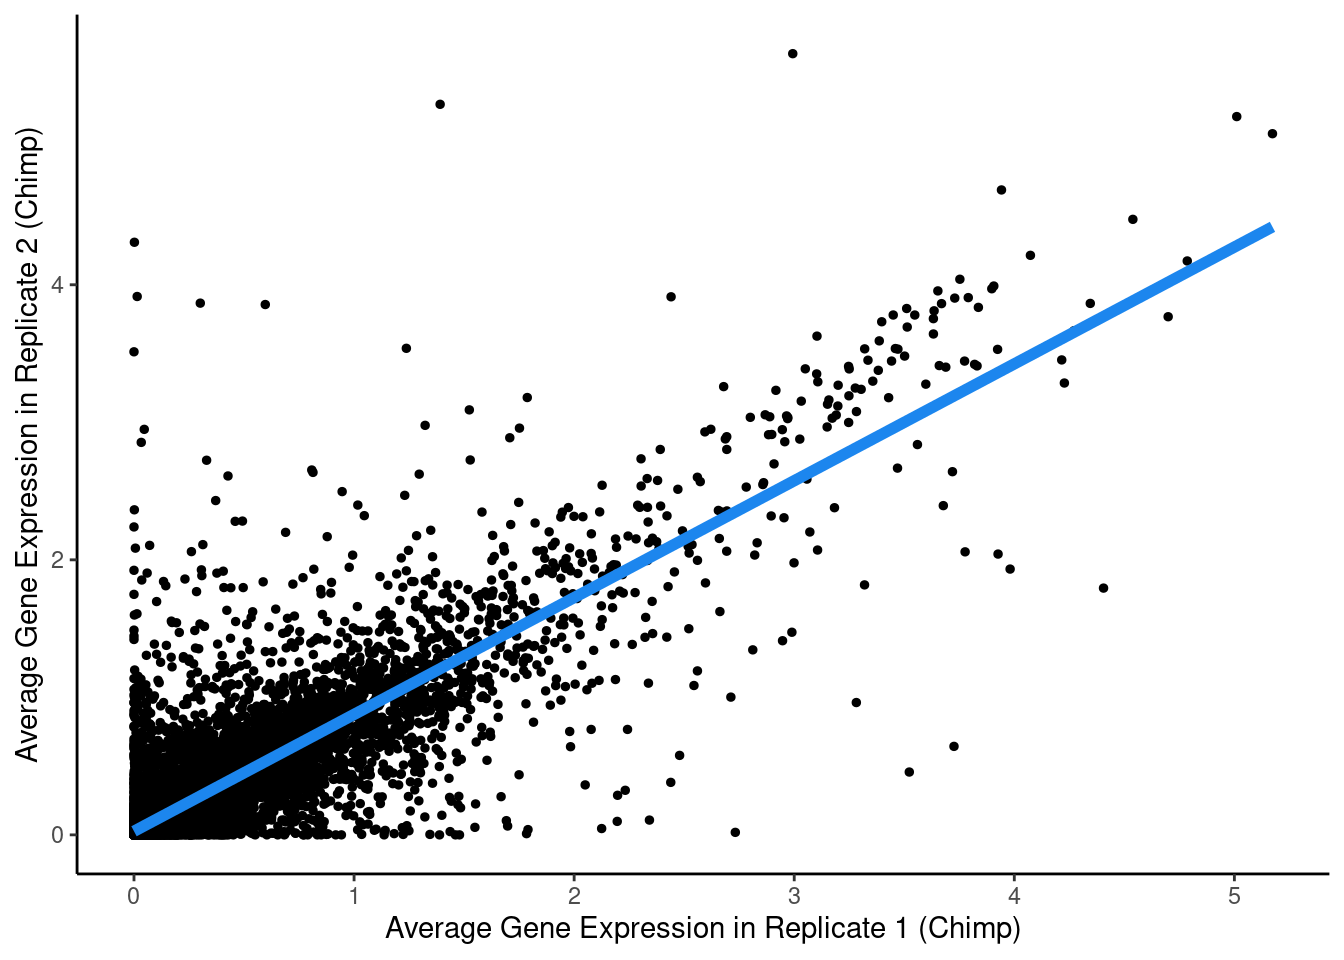 Average Gene Expression in Replicate 2 (Chimp)
4
2
0
0 1 2 3 4 5
Average Gene Expression in Replicate 1 (Chimp)